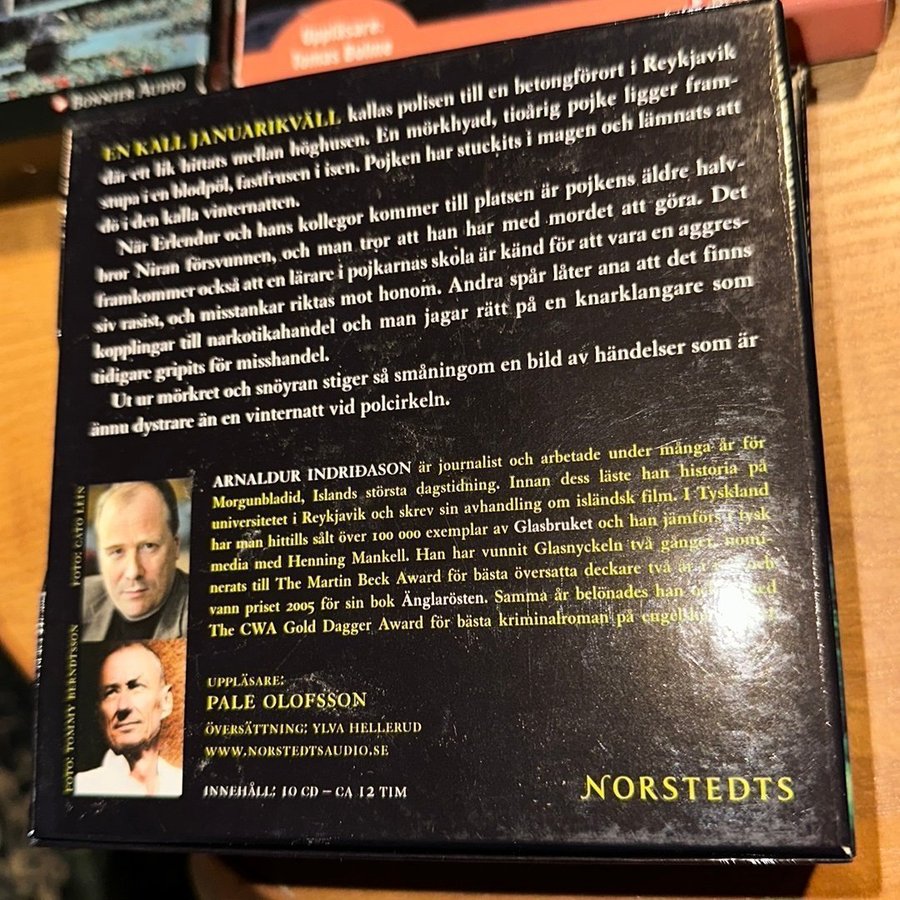 BONNIER AUDIO
Uppläsare:
Tomas Bolme
EN KALL JANUARIKVÄLL kallas polisen till en betongförort i Reykjavik
där ett lik hittats mellan höghusen. En mörkhyad, tioårig pojke ligger fram-
stupa i en blodpöl, fastfrusen i isen. Pojken har stuckits i magen och lämnats att
dö i den kalla vinternatten.
När Erlendur och hans kollegor kommer till platsen är pojkens äldre halv-
bror Niran försvunnen, och man tror att han har med mordet att göra. Det
framkommer också att en lärare i pojkarnas skola är känd för att vara en aggres-
siv rasist, och misstankar riktas mot honom. Andra spår låter ana att det finns
kopplingar till narkotikahandel och man jagar rätt på en knarklangare som
tidigare gripits för misshandel.
Ut ur mörkret och snöyran stiger så småningom en bild av händelser som är
ännu dystrare än en vinternatt vid polcirkeln.
ARNALDUR INDRIÐASON är journalist och arbetade under många år för
Morgunbladid, Islands största dagstidning. Innan dess läste han historia på
universitetet i Reykjavik och skrev sin avhandling om isländsk film. I Tyskland
har man hittills sålt över 100 000 exemplar av Glasbruket och han jämförs i tysk
media med Henning Mankell. Han har vunnit Glasnyckeln två gånger, nomi-
nerats till The Martin Beck Award för bästa översatta deckare två år i och
vann priset 2005 för sin bok Änglarösten. Samma år belönades han med
The CWA Gold Dagger Award för bästa kriminalroman på
FOTO: CATO LEIN
FOTO: TOMMY BERNDTSSON
UPPLÄSARE:
PALE OLOFSSON
ÖVERSÄTTNING: YLVA HELLERUD
WWW.NORSTEDTSAUDIO.SE
INNEHÅLL: 10 CD – CA 12 TIM
NORSTEDTS